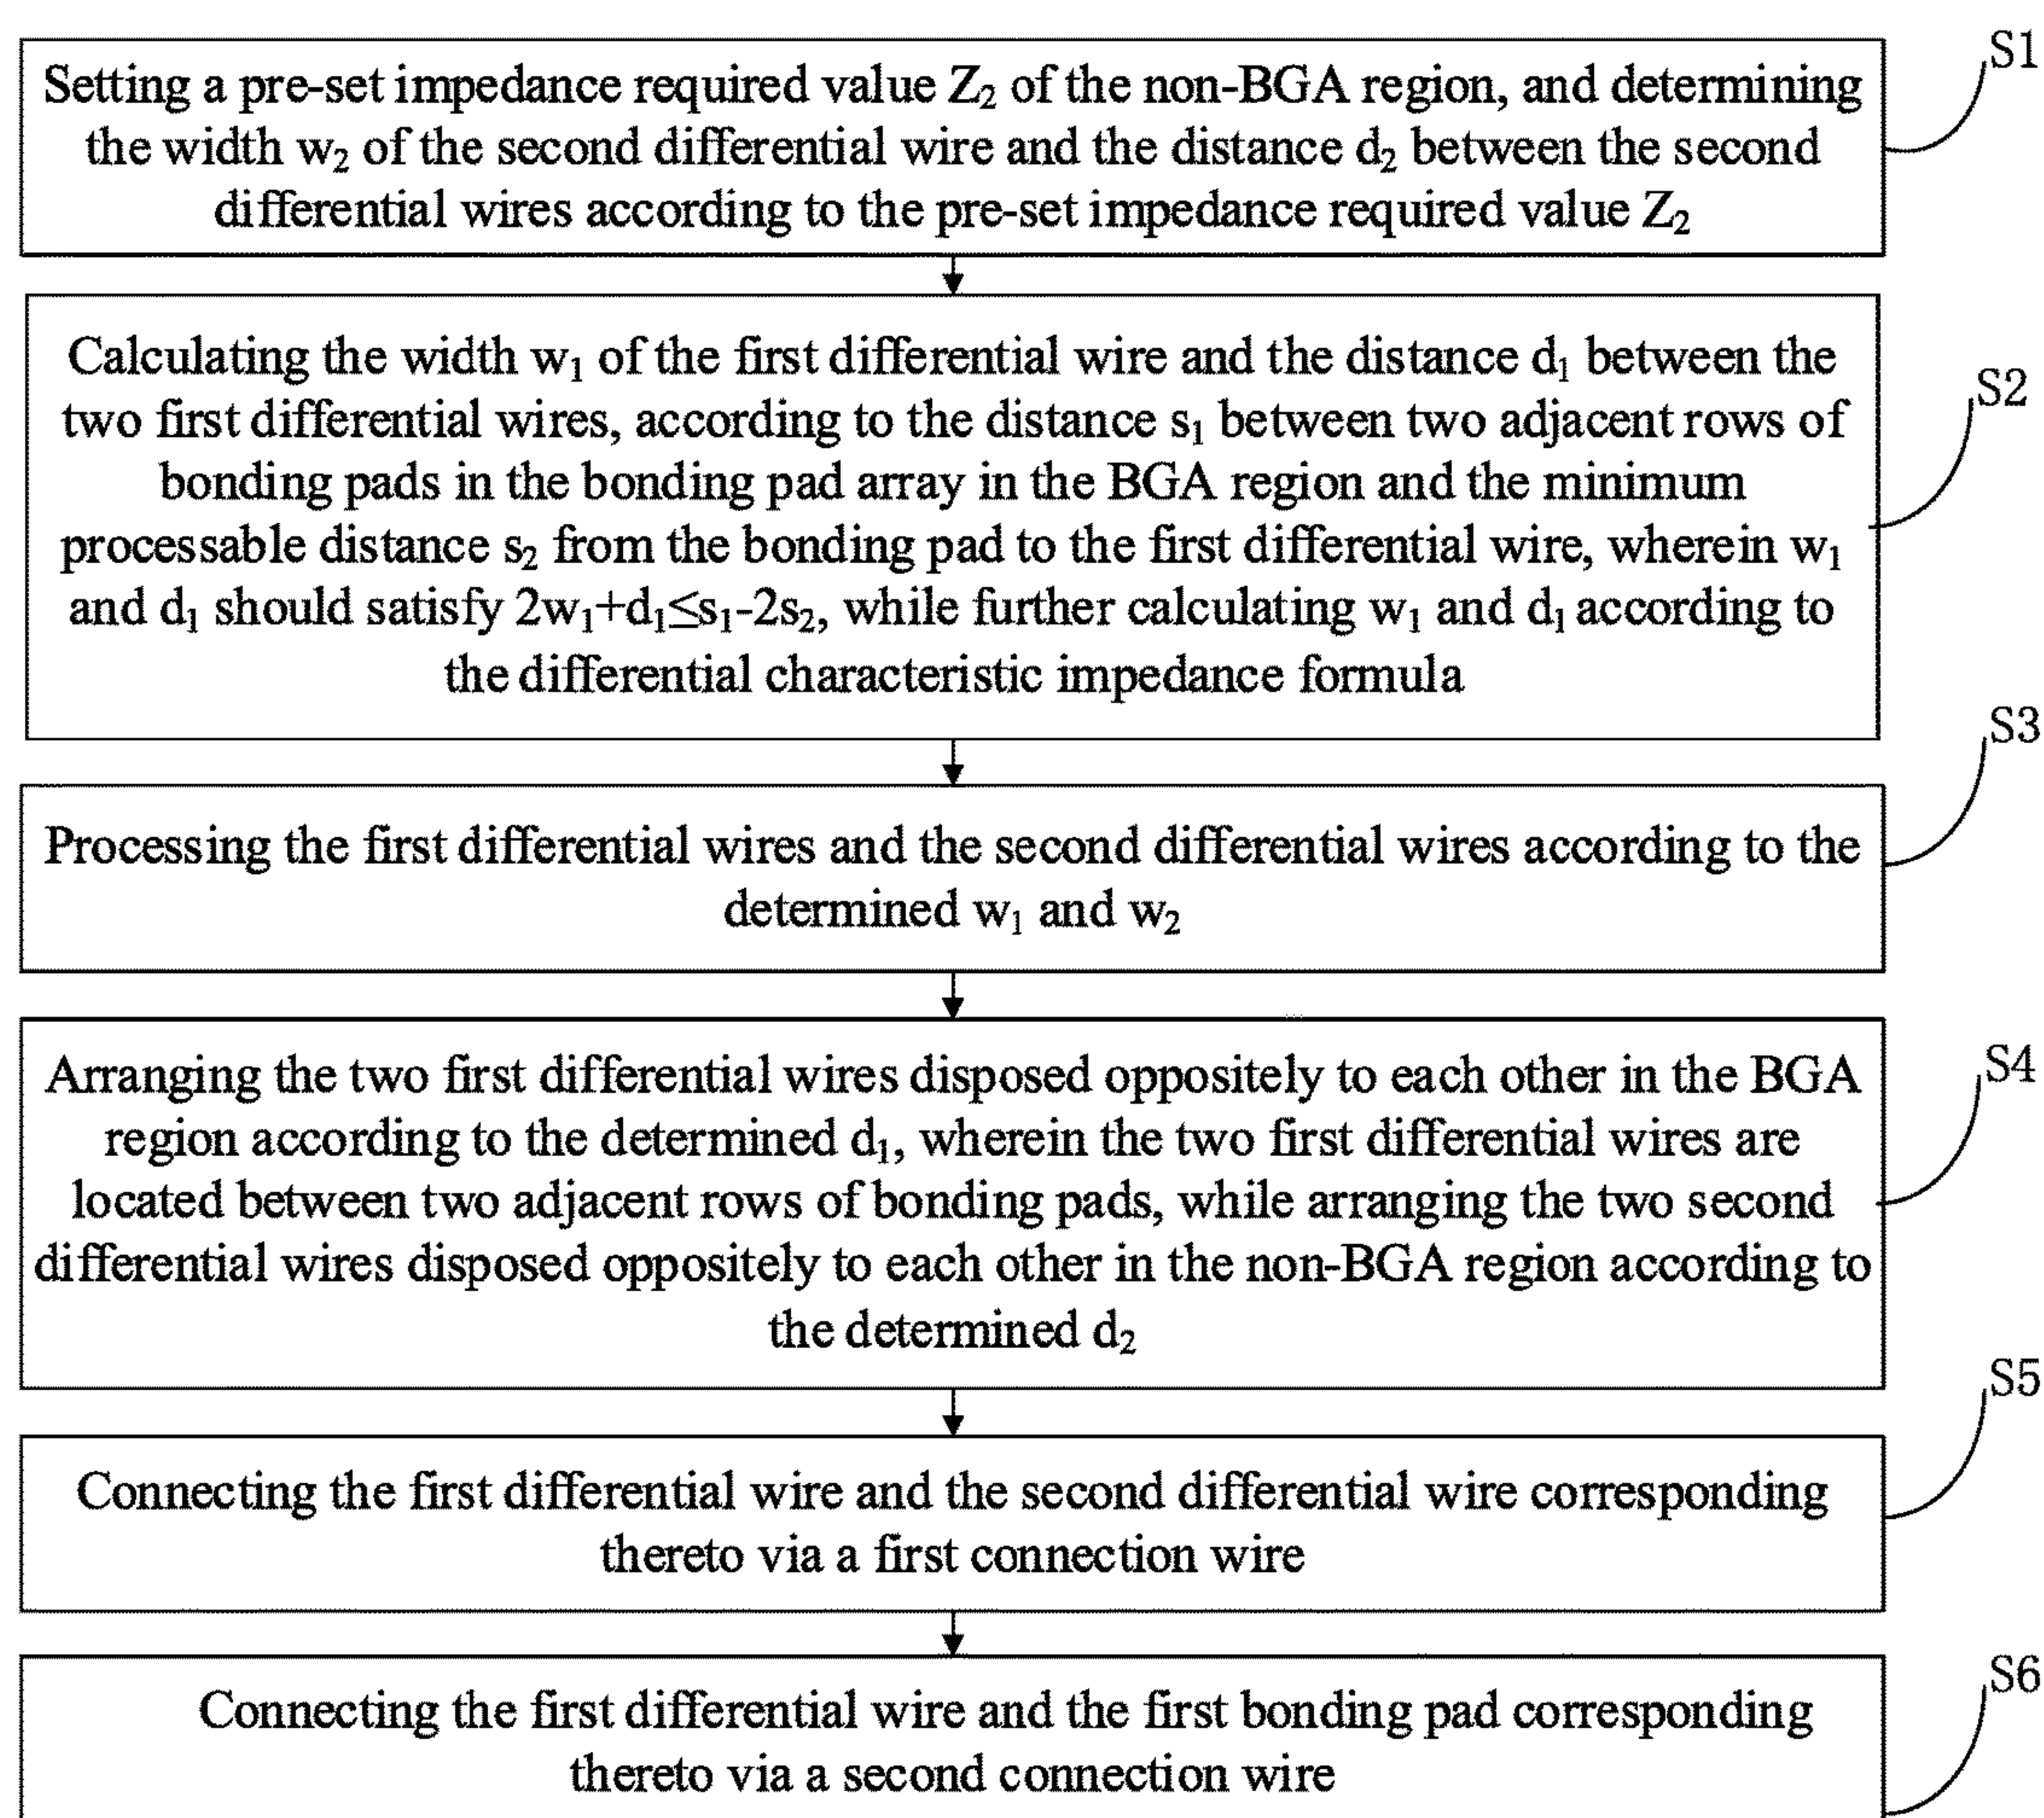 S1
Setting a pre-set impedance required value Z₂ of the non-BGA region, and determining
the width w₂ of the second differential wire and the distance d₂ between the second
differential wires according to the pre-set impedance required value Z₂
S2
Calculating the width w₁ of the first differential wire and the distance d₁ between the
two first differential wires, according to the distance s₁ between two adjacent rows of
bonding pads in the bonding pad array in the BGA region and the minimum
processable distance s₂ from the bonding pad to the first differential wire, wherein w₁
and d₁ should satisfy 2w₁+d₁≤s₁-2s₂, while further calculating w₁ and d₁ according to
the differential characteristic impedance formula
S3
Processing the first differential wires and the second differential wires according to the
determined w₁ and w₂
S4
Arranging the two first differential wires disposed oppositely to each other in the BGA
region according to the determined d₁, wherein the two first differential wires are
located between two adjacent rows of bonding pads, while arranging the two second
differential wires disposed oppositely to each other in the non-BGA region according to
the determined d₂
S5
Connecting the first differential wire and the second differential wire corresponding
thereto via a first connection wire
S6
Connecting the first differential wire and the first bonding pad corresponding
thereto via a second connection wire